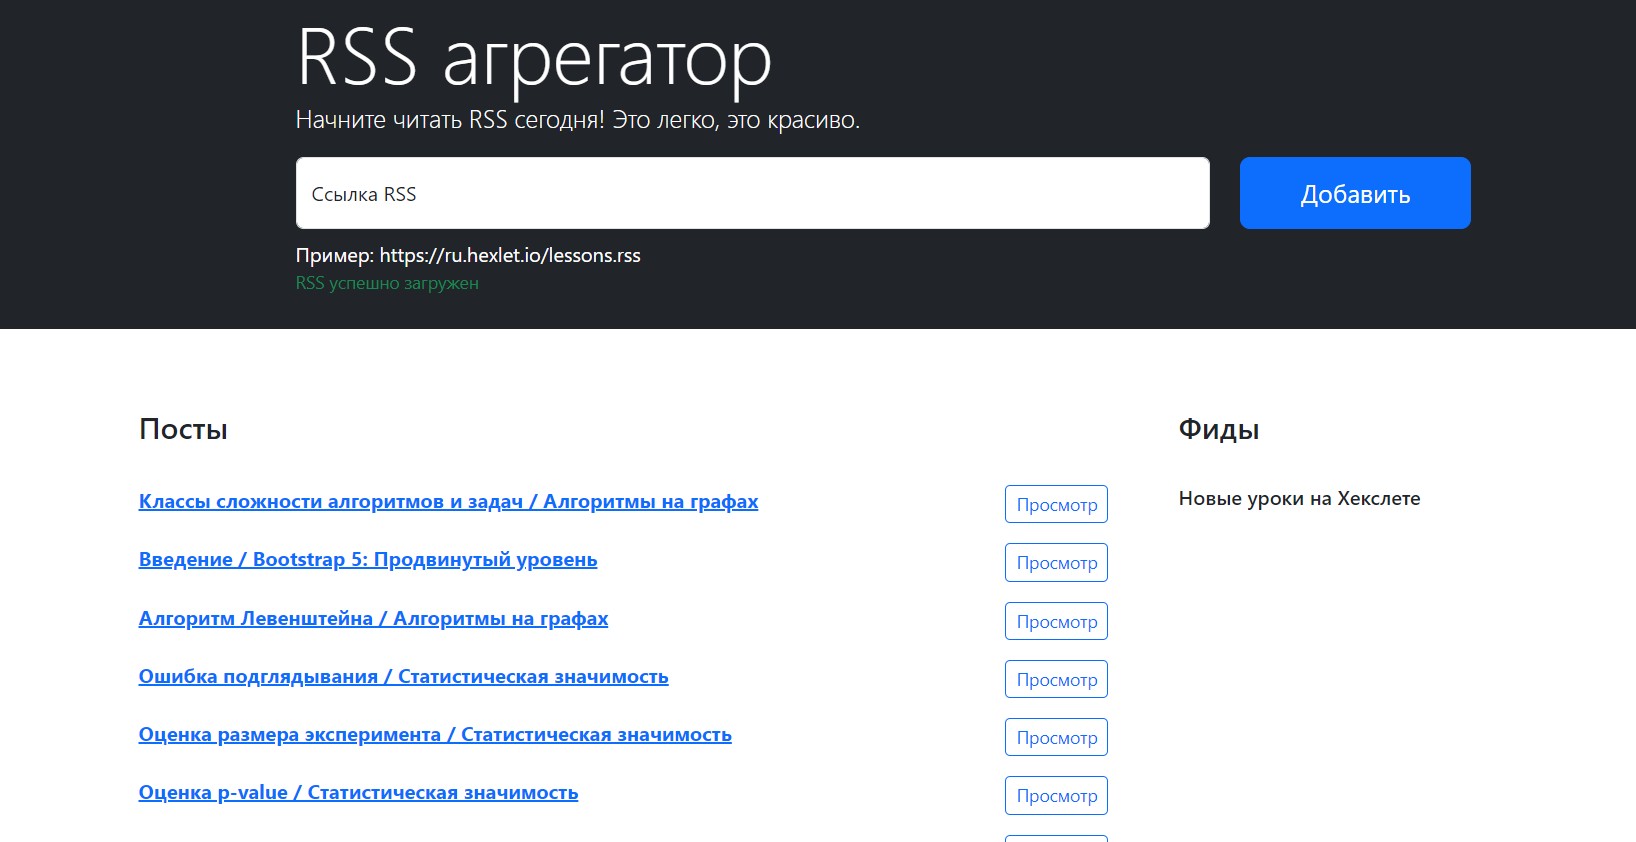 RSS агрегатор
Начните читать RSS сегодня! Это легко, это красиво.
Ссылка RSS
Добавить
Пример: https://ru.hexlet.io/lessons.rss
RSS успешно загружен
Посты
Фиды
Классы сложности алгоритмов и задач / Алгоритмы на графах
Просмотр
Новые уроки на Хекслете
Введение / Bootstrap 5: Продвинутый уровень
Просмотр
Алгоритм Левенштейна / Алгоритмы на графах
Просмотр
Ошибка подглядывания / Статистическая значимость
Просмотр
Оценка размера эксперимента / Статистическая значимость
Просмотр
Оценка p-value / Статистическая значимость
Просмотр